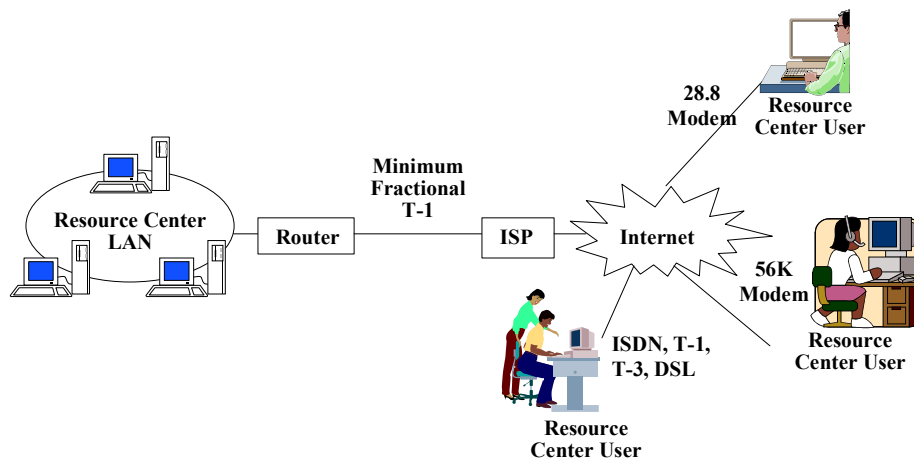 28.8
Modem
Resource
Center User
Minimum
Fractional
T-1
Resource Center
LAN
Router
ISP
Internet
56K
Modem
Resource
Center User
ISDN, T-1,
T-3, DSL
Resource
Center User